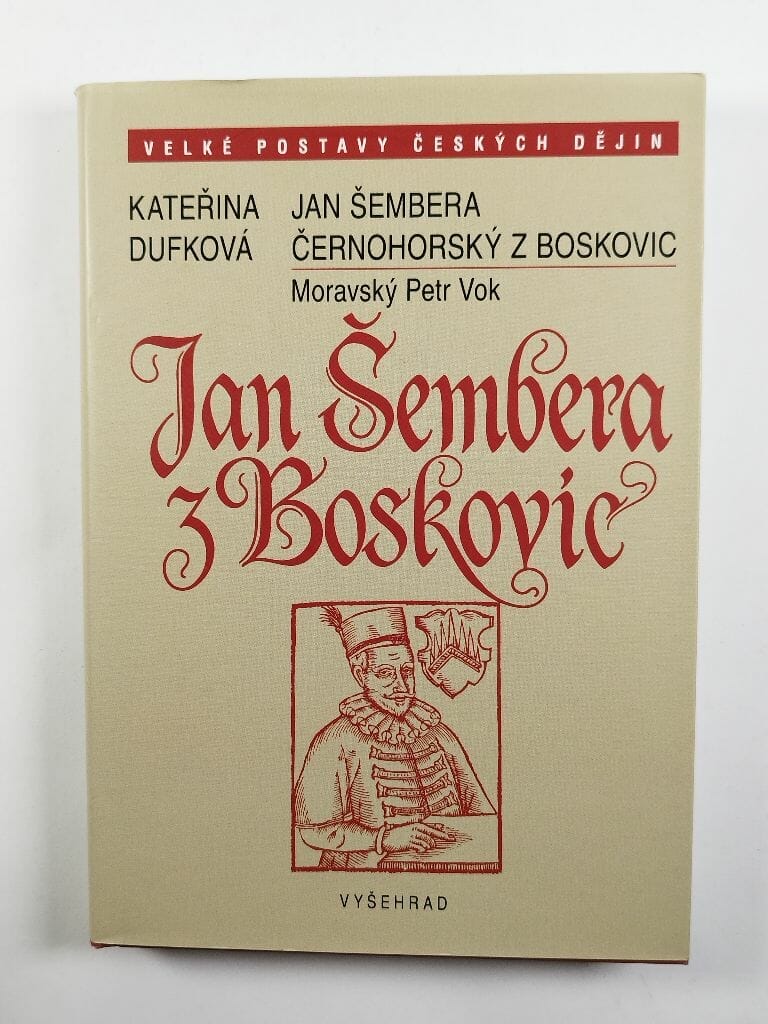 VELKÉ POSTAVY ČESKÝCH DĚJIN
KATEŘINA
DUFKOVÁ
JAN ŠEMBERA
ČERNOHORSKÝ Z BOSKOVIC
Moravský Petr Vok
Jan Šembera
z Boskovic
VYŠEHRAD